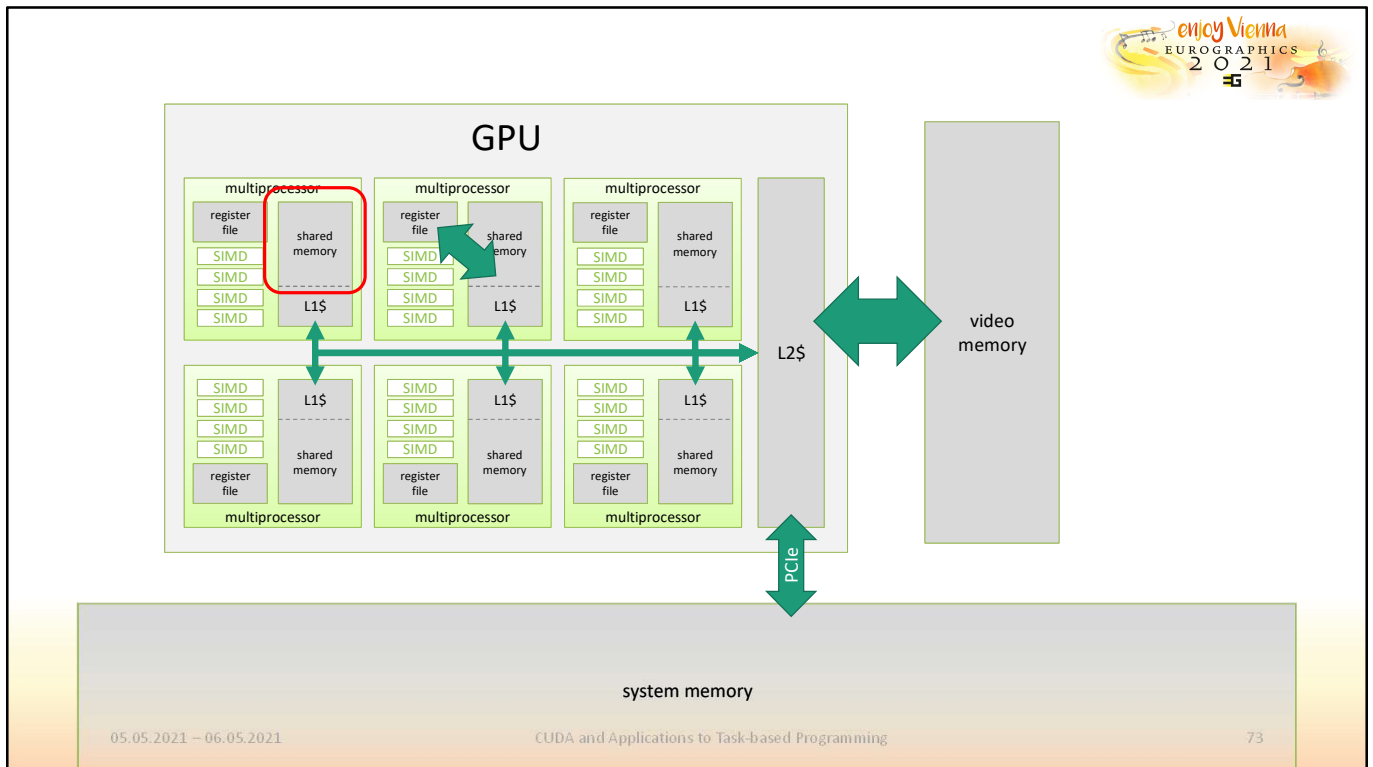 enjoy Vienna
EUROGRAPHICS
2021
EG
GPU
multiprocessor
register
file
shared
memory
SIMD
SIMD
SIMD
SIMD
L1$
multiprocessor
register
file
shared
memory
SIMD
SIMD
SIMD
SIMD
L1$
multiprocessor
register
file
shared
memory
SIMD
SIMD
SIMD
SIMD
L1$
L2$
video
memory
SIMD
SIMD
SIMD
SIMD
L1$
shared
memory
register
file
multiprocessor
SIMD
SIMD
SIMD
SIMD
L1$
shared
memory
register
file
multiprocessor
SIMD
SIMD
SIMD
SIMD
L1$
shared
memory
register
file
multiprocessor
PCIe
system memory
05.05.2021 – 06.05.2021
CUDA and Applications to Task-based Programming
73